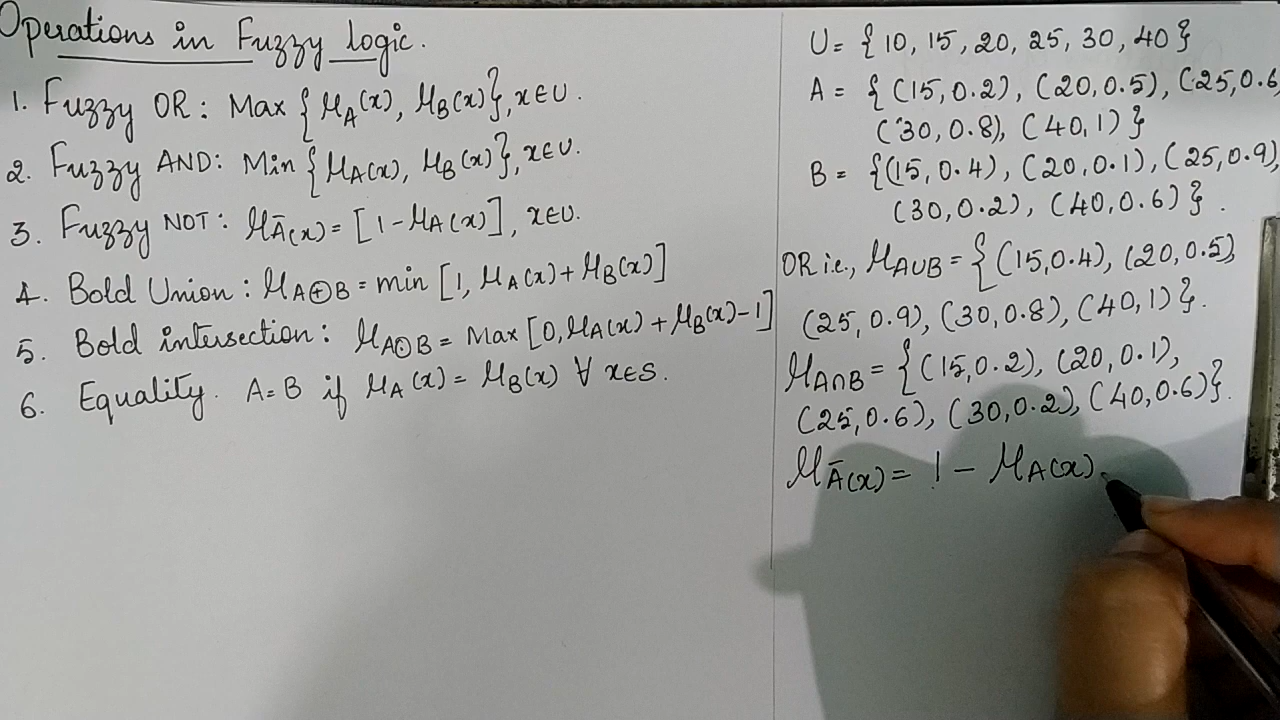 Operations in Fuzzy logic.
1. Fuzzy OR: Max { μA(x), μB(x)}, x∈U.
2. Fuzzy AND: Min { μA(x), μB(x)}, x∈U.
3. Fuzzy NOT: μĀ(x) = [1-μA(x)], x∈U.
4. Bold Union: μA⊕B = min [1, μA(x) + μB(x)]
5. Bold intersection: μA⊙B = Max [0, μA(x) + μB(x) - 1]
6. Equality. A=B if μA(x) = μB(x) ∀ x∈S.
U = { 10, 15, 20, 25, 30, 40 }
A = { (15, 0.2), (20, 0.5), (25, 0.6
(30, 0.8), (40, 1) }
B = {(15, 0.4), (20, 0.1), (25, 0.9),
(30, 0.2), (40, 0.6) } .
OR i.e., μA∪B = { (15, 0.4), (20, 0.5),
(25, 0.9), (30, 0.8), (40, 1) }.
μA∩B = { (15, 0.2), (20, 0.1),
(25, 0.6), (30, 0.2), (40, 0.6)}.
μĀ(x) = 1 - μA(x).